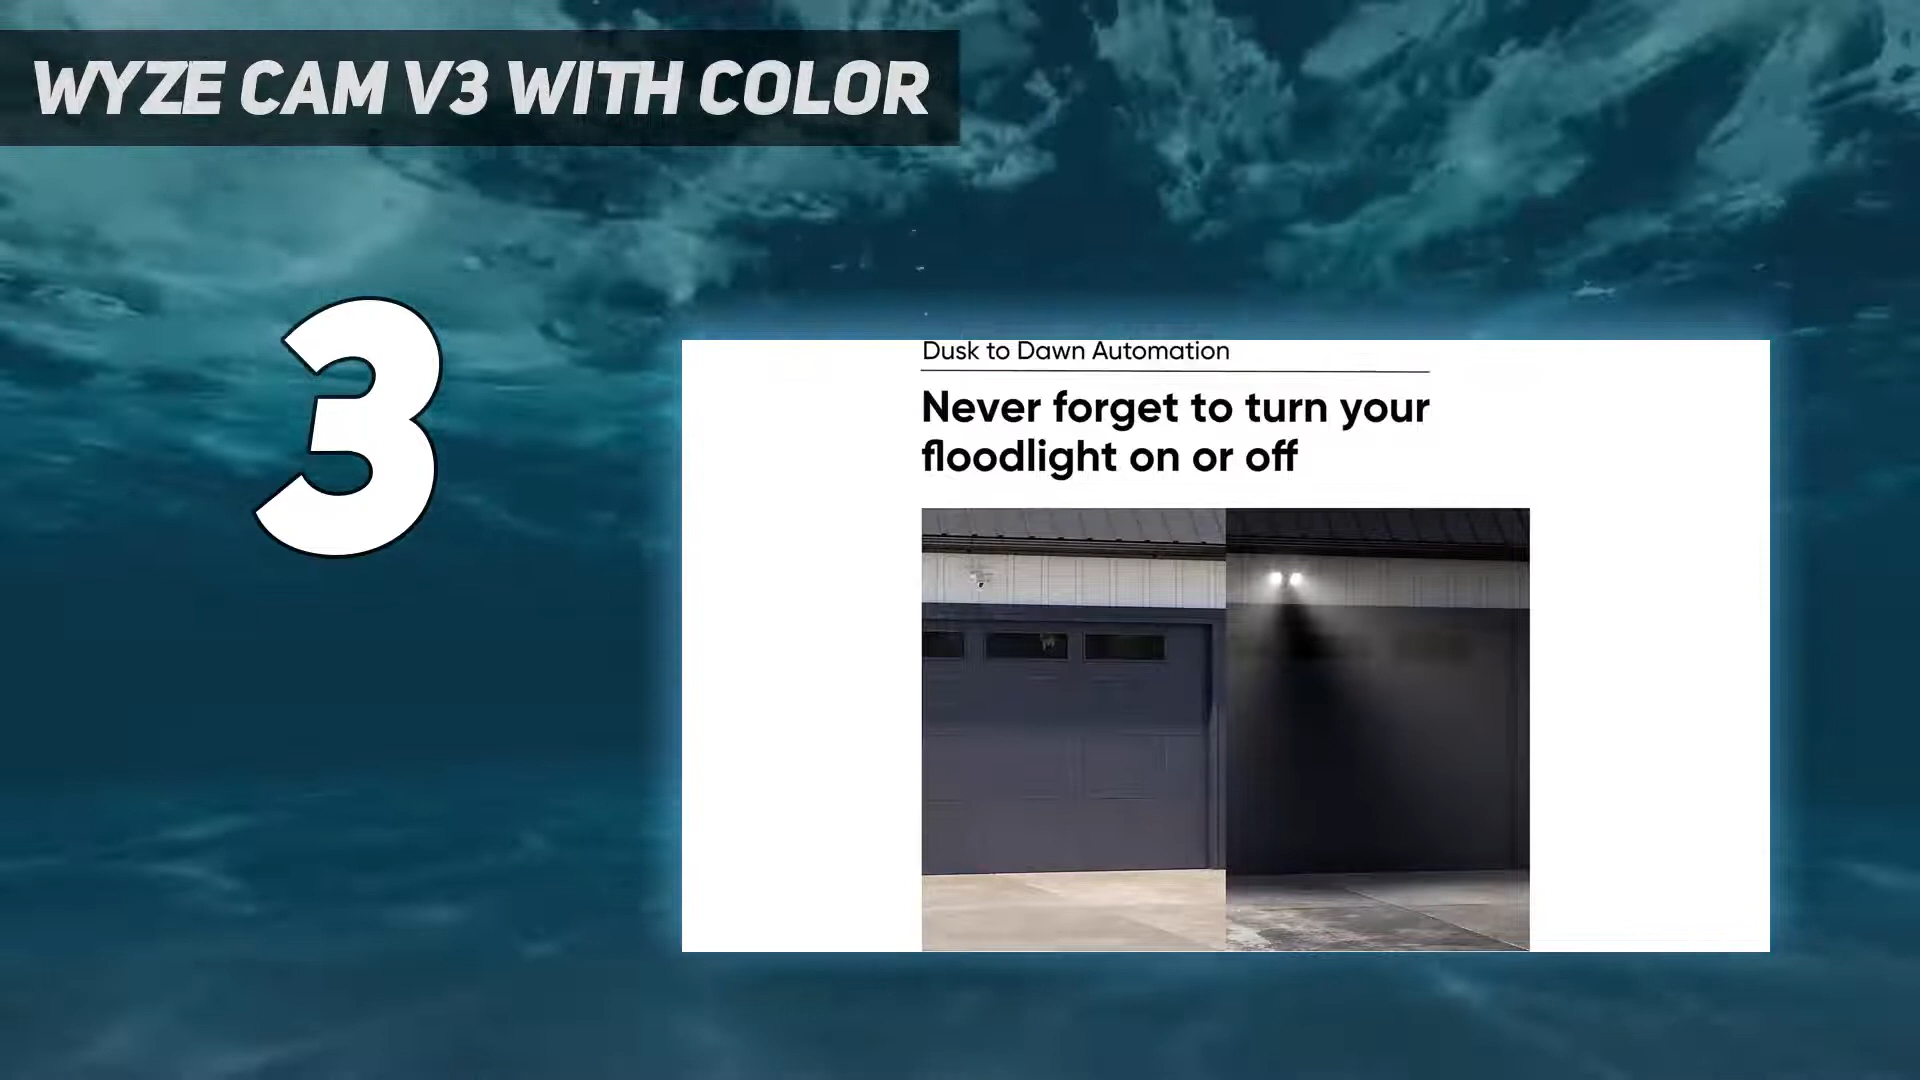 WYZE CAM V3 WITH COLOR
3
Dusk to Dawn Automation
Never forget to turn your
floodlight on or off